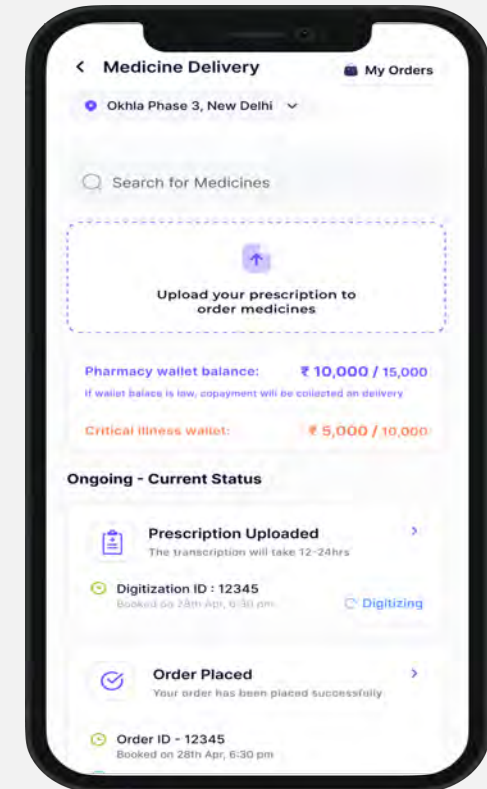 Medicine Delivery
My Orders
Okhla Phase 3, New Delhi
Search for Medicines
Upload your prescription to
order medicines
Pharmacy wallet balance: ₹ 10,000 / 15,000
If wallet balace is law, copayment will be collected on delivery
Critical illness wallet: ₹ 5,000 / 10,000
Ongoing - Current Status
Prescription Uploaded
The transcription will take 12-24hrs
Digitization ID : 12345
Booked on 28th Apr, 6:30 pm
Digitizing
Order Placed
Your order has been placed successfully
Order ID - 12345
Booked on 28th Apr, 6:30 pm